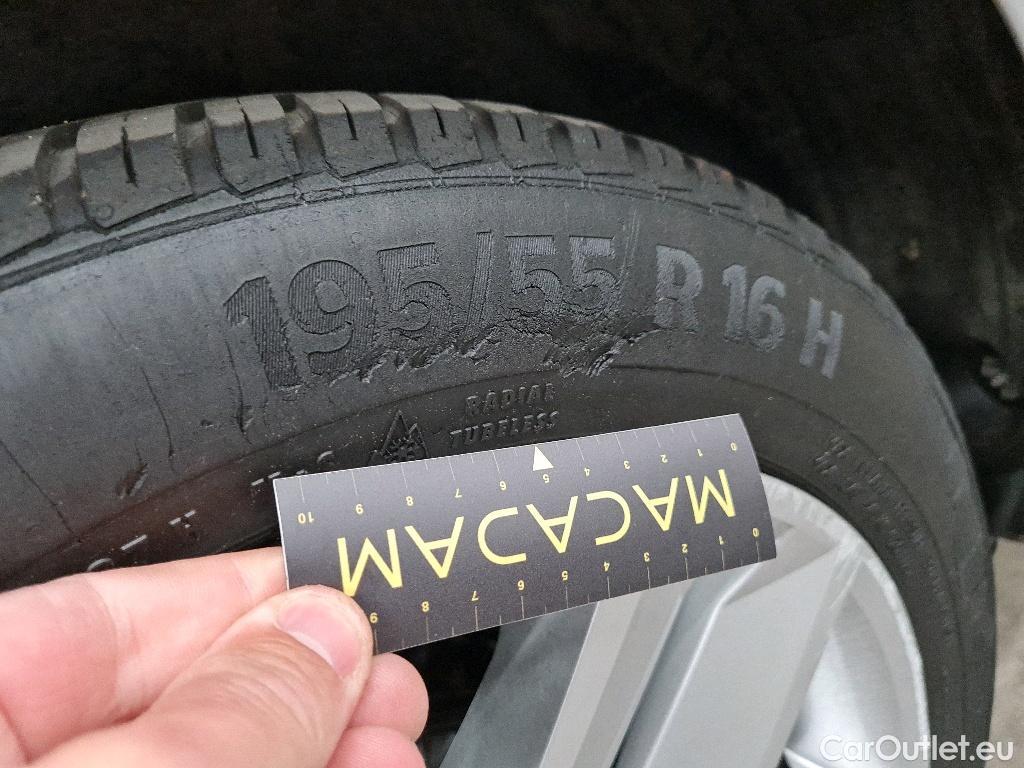 195/55 R 16 H
RADIAL
TUBELESS
0 1 2 3 4 5 6 7 8 9 10
MACADAM
0 1 2 3 4 5 6 7 8 9
CarOutlet.eu